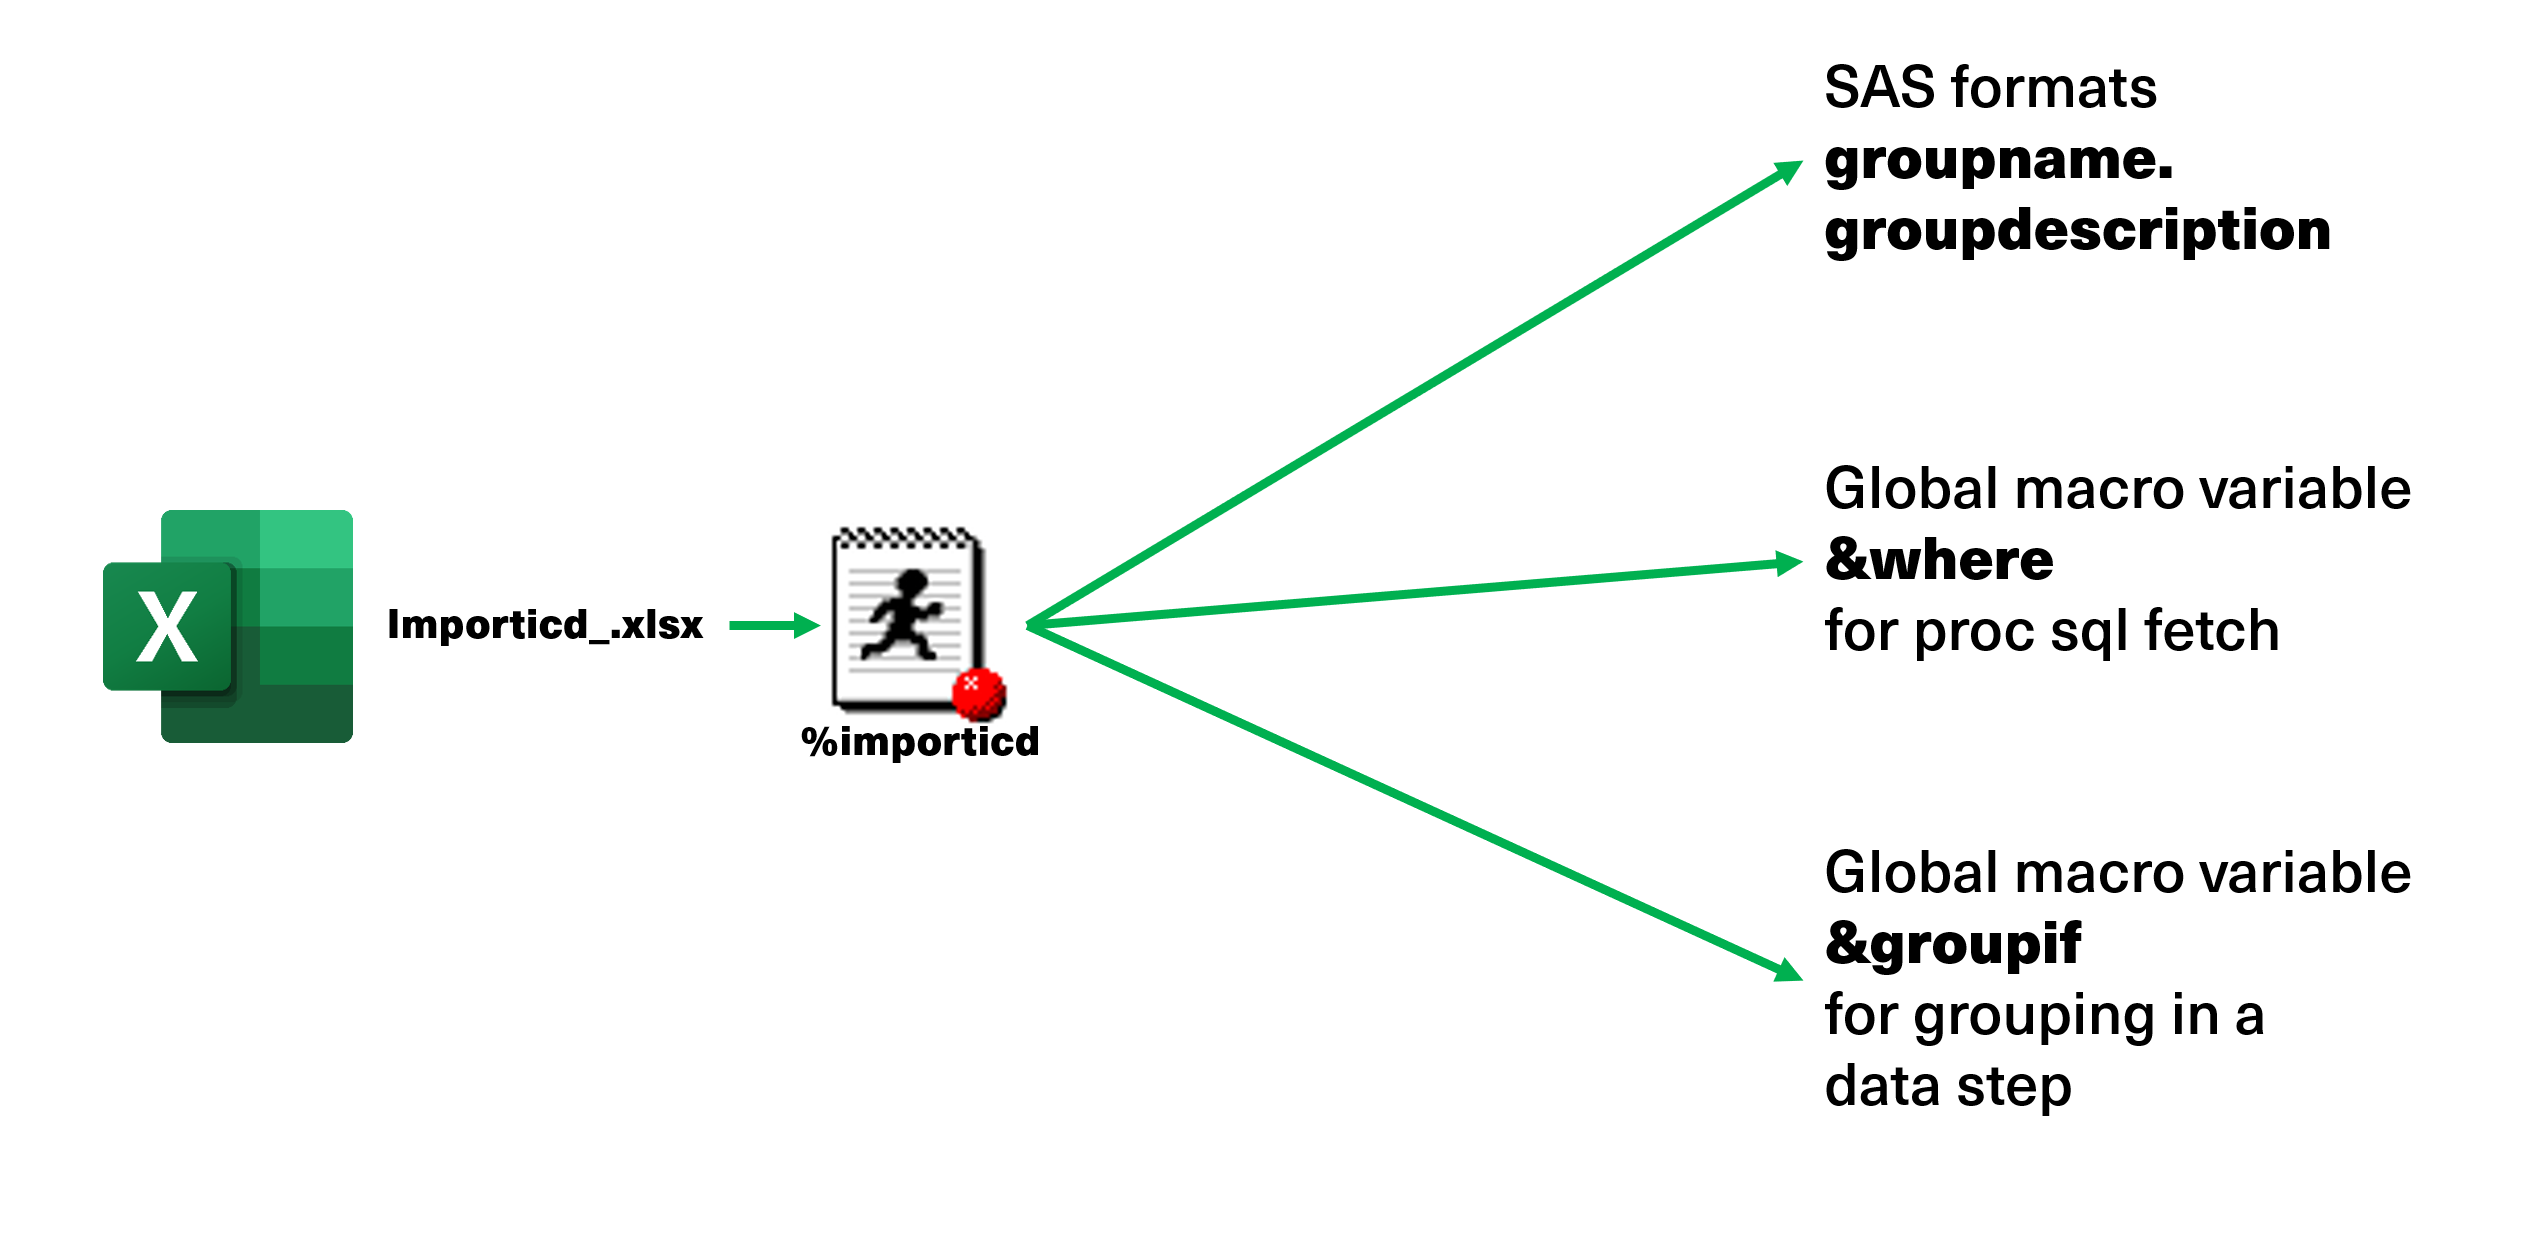 SAS formats
groupname.
groupdescription
Global macro variable
&where
for proc sql fetch
X
Importicd_.xlsx
%importicd
Global macro variable
&groupif
for grouping in a
data step